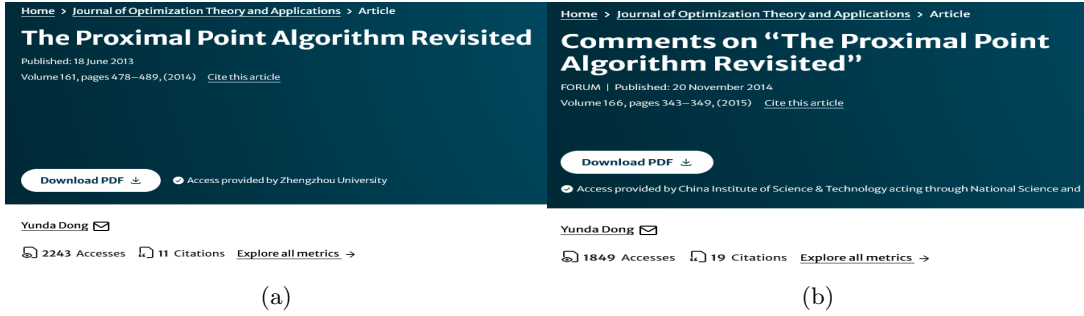 Home > Journal of Optimization Theory and Applications > Article
The Proximal Point Algorithm Revisited
Published: 18 June 2013
Volume 161, pages 478–489, (2014) Cite this article
Download PDF
Access provided by Zhengzhou University
Yunda Dong
2243 Accesses 11 Citations Explore all metrics →
(a)
Home > Journal of Optimization Theory and Applications > Article
Comments on “The Proximal Point
Algorithm Revisited”
FORUM | Published: 20 November 2014
Volume 166, pages 343–349, (2015) Cite this article
Download PDF
Access provided by China Institute of Science & Technology acting through National Science and
Yunda Dong
1849 Accesses 19 Citations Explore all metrics →
(b)